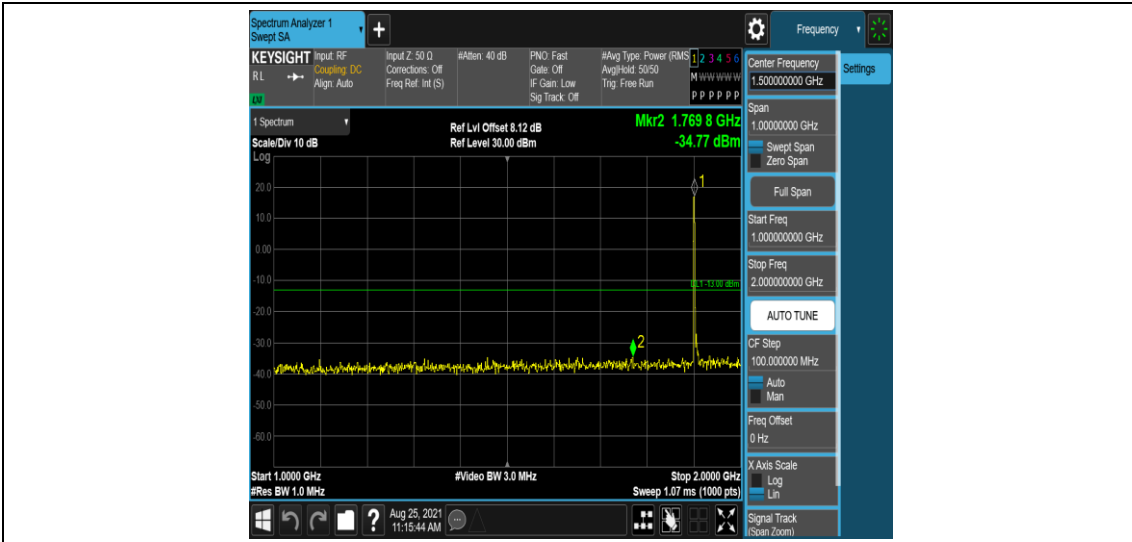 Spectrum Analyzer 1
Swept SA
+
Frequency
KEYSIGHT
RL
LXI
Input: RF
Coupling: DC
Align: Auto
Input Z: 50 Ω
Corrections: Off
Freq Ref: Int (S)
#Atten: 40 dB
PNO: Fast
Gate: Off
IF Gain: Low
Sig Track: Off
#Avg Type: Power (RMS
Avg|Hold: 50/50
Trig: Free Run
1 2 3 4 5 6
M W W W W W
P P P P P P
Center Frequency
1.500000000 GHz
Settings
Span
1.00000000 GHz
Swept Span
Zero Span
Full Span
Start Freq
1.000000000 GHz
Stop Freq
2.000000000 GHz
AUTO TUNE
CF Step
100.000000 MHz
Auto
Man
Freq Offset
0 Hz
X Axis Scale
Log
Lin
Signal Track
(Span Zoom)
1 Spectrum
Scale/Div 10 dB
Ref Lvl Offset 8.12 dB
Ref Level 30.00 dBm
Mkr2 1.769 8 GHz
-34.77 dBm
Log
20.0
10.0
0.00
-10.0
-20.0
-30.0
-40.0
-50.0
-60.0
1
DL1 -13.00 dBm
2
Start 1.0000 GHz
#Res BW 1.0 MHz
#Video BW 3.0 MHz
Stop 2.0000 GHz
Sweep 1.07 ms (1000 pts)
?
Aug 25, 2021
11:15:44 AM